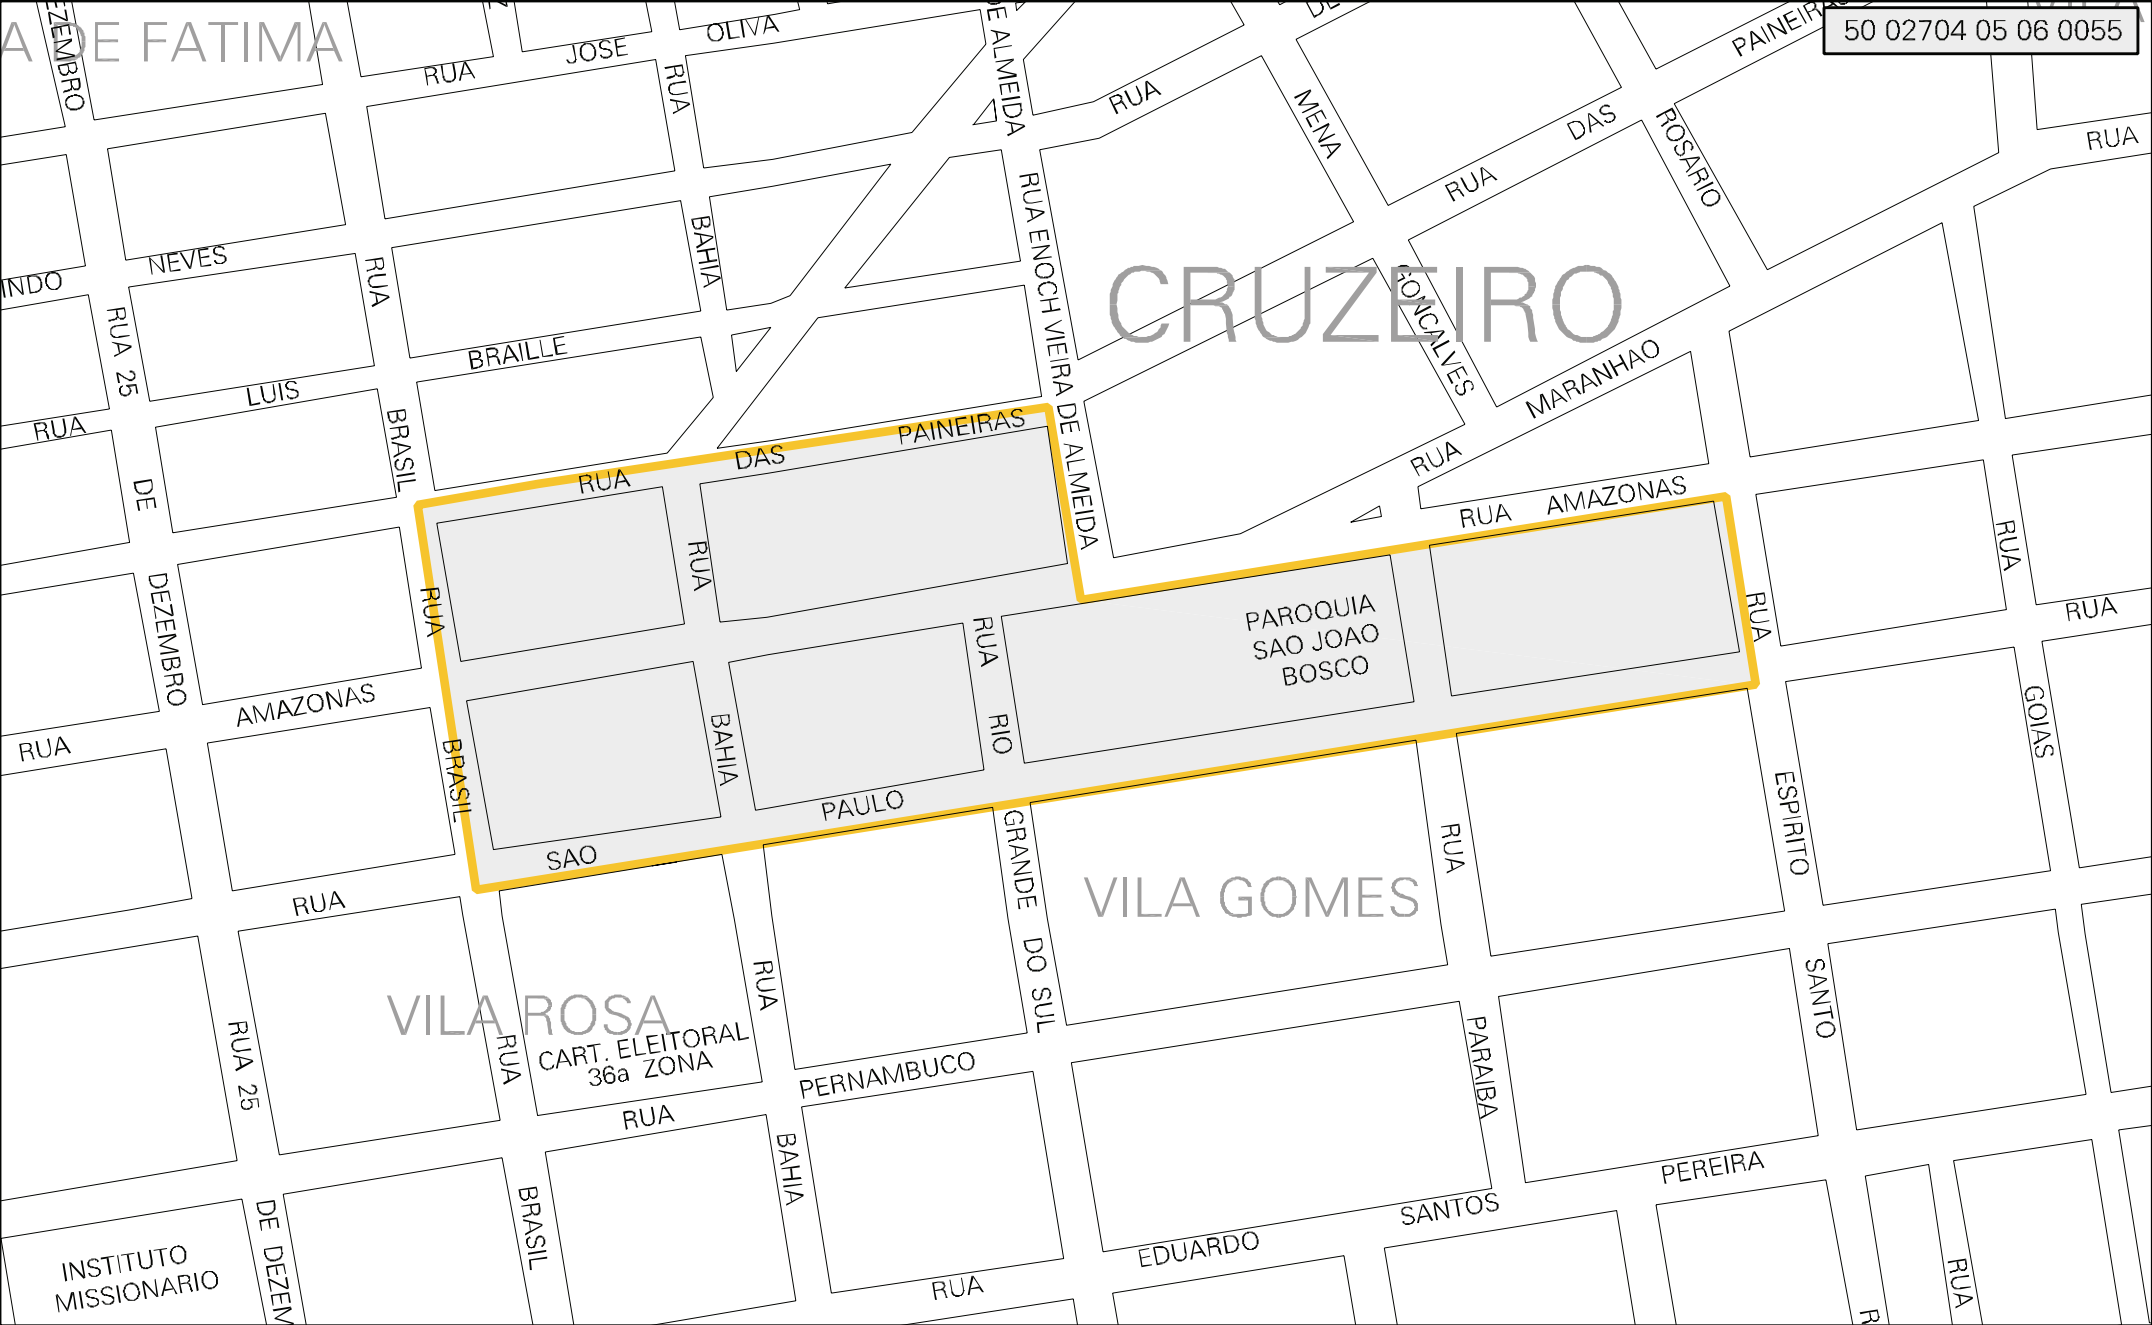 50 02704 05 06 0055
A DE FATIMA
EZEMBRO
RUA JOSE OLIVA
DE ALMEIDA
RUA
RUA
MENA
RUA DAS PAINEIRAS
ROSARIO
RUA
INDO NEVES
RUA
BAHIA
RUA ENOCH VIEIRA DE ALMEIDA
CRUZEIRO
GONCALVES
RUA 25
RUA LUIS BRAILLE
BRASIL
RUA MARANHAO
DE
DEZEMBRO
RUA DAS PAINEIRAS
RUA AMAZONAS
RUA
RUA
RUA
RUA
RUA
RUA
PAROQUIA
SAO JOAO
BOSCO
RUA AMAZONAS
BRASIL
BAHIA
RIO
GOIAS
RUA SAO PAULO
GRANDE DO SUL
RUA
ESPIRITO
VILA GOMES
VILA ROSA
RUA
RUA
RUA 25
CART. ELEITORAL
36a ZONA
SANTO
PARAIBA
RUA PERNAMBUCO
BAHIA
BRASIL
DE DEZEM
INSTITUTO
MISSIONARIO
RUA EDUARDO SANTOS PEREIRA
RUA
R